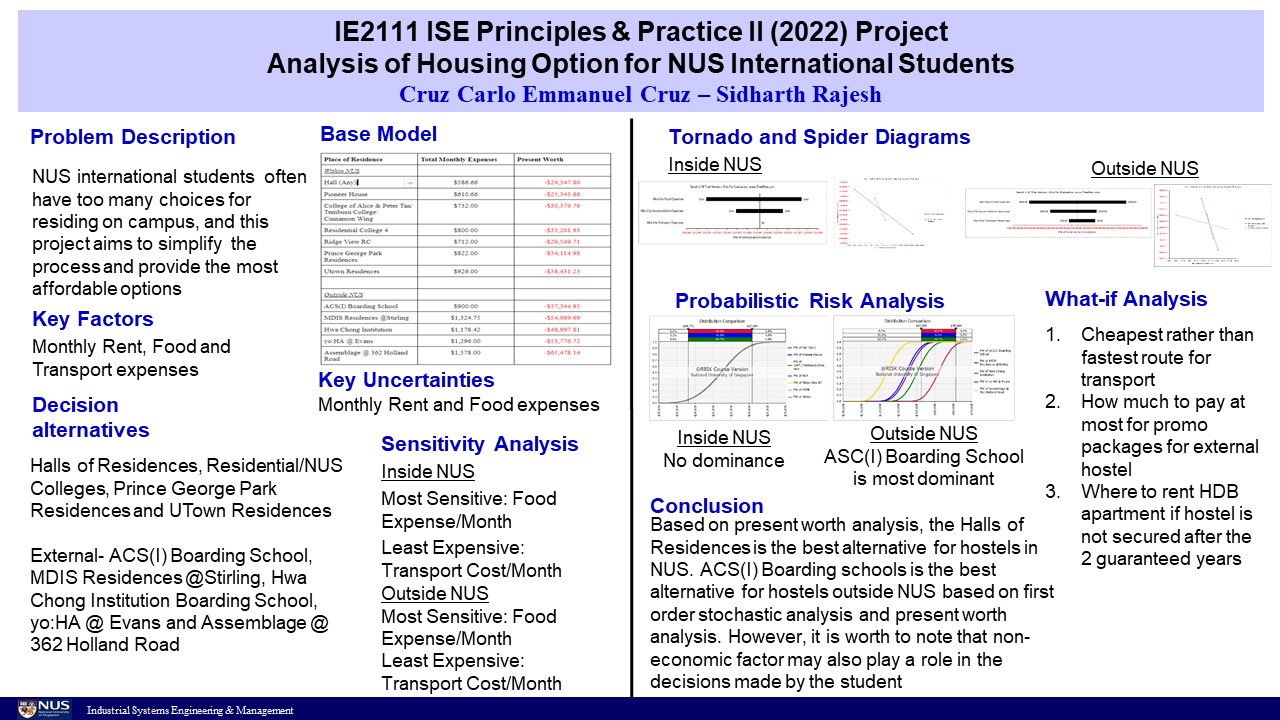 IE2111 ISE Principles & Practice II (2022) Project
Analysis of Housing Option for NUS International Students
Cruz Carlo Emmanuel Cruz – Sidharth Rajesh
Problem Description
NUS international students often
have too many choices for
residing on campus, and this
project aims to simplify the
process and provide the most
affordable options
Key Factors
Monthly Rent, Food and
Transport expenses
Decision
alternatives
Halls of Residences, Residential/NUS
Colleges, Prince George Park
Residences and UTown Residences
External- ACS(I) Boarding School,
MDIS Residences @Stirling, Hwa
Chong Institution Boarding School,
yo:HA @ Evans and Assemblage @
362 Holland Road
Base Model
Place of Residence Total Monthly Expenses Present Worth
Within NUS
Hall (Any) $586.66 -$24,347.80
Pioneer House $610.66 -$25,343.86
College of Alice & Peter Tan/ $732.00 -$30,379.76
Tembusu College/
Cinnamon Wing
Residential College 4 $800.00 -$33,201.93
Ridge View RC $712.00 -$29,549.71
Prince George Park $822.00 -$34,114.98
Residences
Utown Residences $926.00 -$38,431.23
Outside NUS
ACS(I) Boarding School $900.00 -$37,344.95
MDIS Residences @Stirling $1,324.75 -$54,969.69
Hwa Chong Institution $1,178.42 -$48,897.81
yo:HA @ Evans $1,296.00 -$53,776.72
Assemblage @ 362 Holland $1,578.00 -$65,478.14
Road
Key Uncertainties
Monthly Rent and Food expenses
Sensitivity Analysis
Inside NUS
Most Sensitive: Food
Expense/Month
Least Expensive:
Transport Cost/Month
Outside NUS
Most Sensitive: Food
Expense/Month
Least Expensive:
Transport Cost/Month
Tornado and Spider Diagrams
Inside NUS
Outside NUS
Probabilistic Risk Analysis
Distribution Comparison
@RISK Course Version
National University of Singapore
Distribution Comparison
@RISK Course Version
National University of Singapore
Inside NUS
No dominance
Outside NUS
ASC(I) Boarding School
is most dominant
Conclusion
Based on present worth analysis, the Halls of
Residences is the best alternative for hostels in
NUS. ACS(I) Boarding schools is the best
alternative for hostels outside NUS based on first
order stochastic analysis and present worth
analysis. However, it is worth to note that non-
economic factor may also play a role in the
decisions made by the student
What-if Analysis
1. Cheapest rather than
fastest route for
transport
2. How much to pay at
most for promo
packages for external
hostel
3. Where to rent HDB
apartment if hostel is
not secured after the
2 guaranteed years
NUS
National University
of Singapore
Industrial Systems Engineering & Management